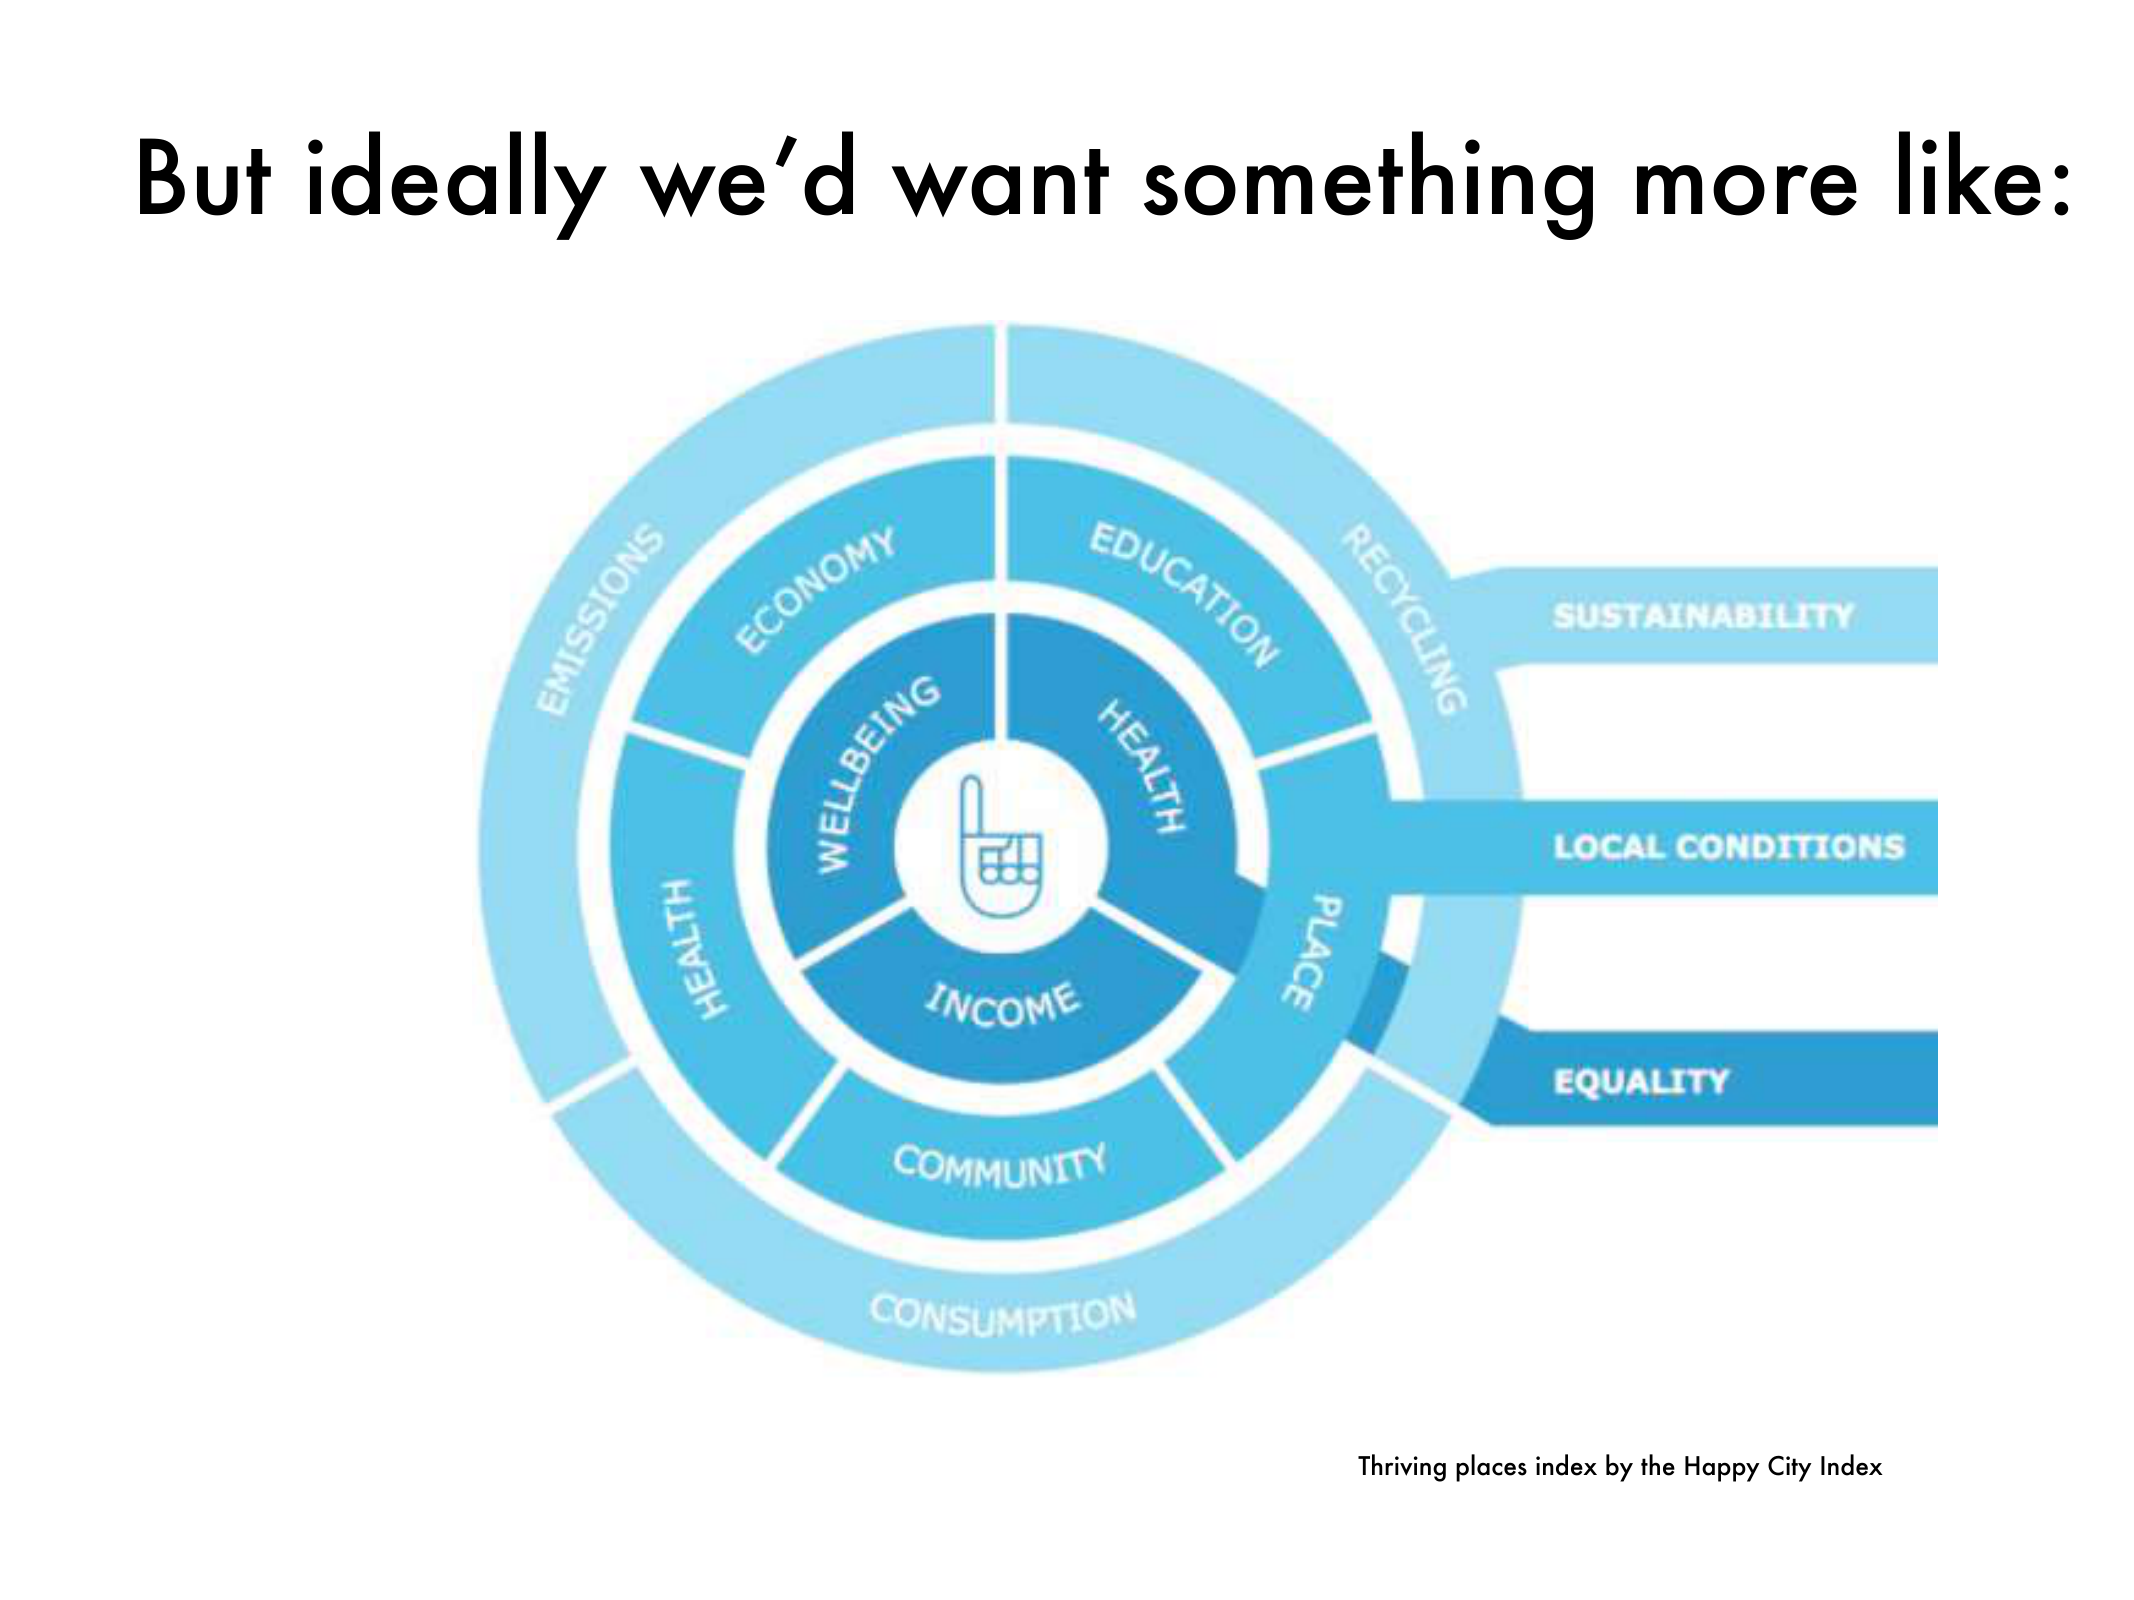 But ideally we’d want something more like:
EMISSIONS
RECYCLING
CONSUMPTION
ECONOMY
EDUCATION
HEALTH
PLACE
COMMUNITY
WELLBEING
HEALTH
INCOME
SUSTAINABILITY
LOCAL CONDITIONS
EQUALITY
Thriving places index by the Happy City Index